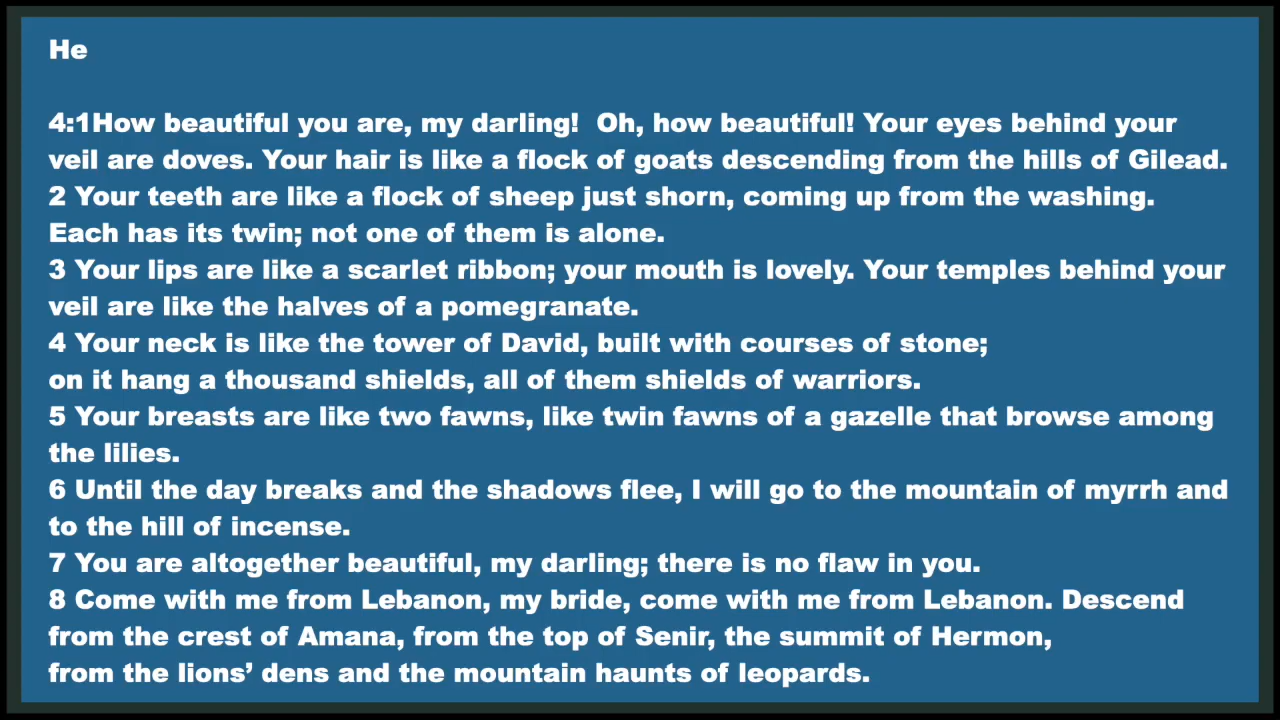 He
4:1How beautiful you are, my darling!  Oh, how beautiful! Your eyes behind your
veil are doves. Your hair is like a flock of goats descending from the hills of Gilead.
2 Your teeth are like a flock of sheep just shorn, coming up from the washing.
Each has its twin; not one of them is alone.
3 Your lips are like a scarlet ribbon; your mouth is lovely. Your temples behind your
veil are like the halves of a pomegranate.
4 Your neck is like the tower of David, built with courses of stone;
on it hang a thousand shields, all of them shields of warriors.
5 Your breasts are like two fawns, like twin fawns of a gazelle that browse among
the lilies.
6 Until the day breaks and the shadows flee, I will go to the mountain of myrrh and
to the hill of incense.
7 You are altogether beautiful, my darling; there is no flaw in you.
8 Come with me from Lebanon, my bride, come with me from Lebanon. Descend
from the crest of Amana, from the top of Senir, the summit of Hermon,
from the lions’ dens and the mountain haunts of leopards.